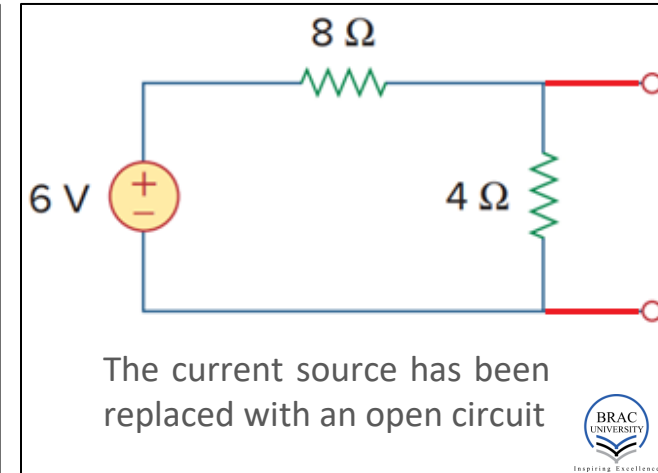 8 Ω
6 V
+
−
4 Ω
The current source has been
replaced with an open circuit
BRAC
UNIVERSITY
Inspiring Excellence